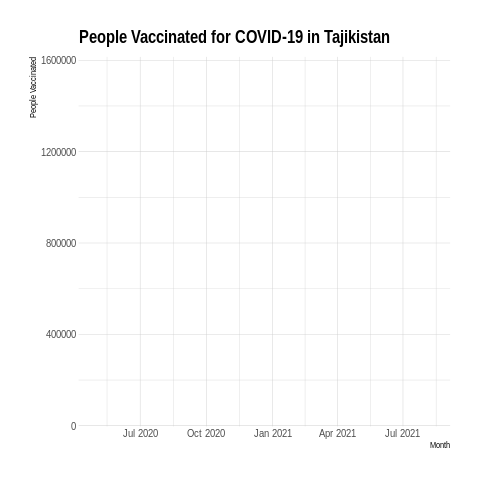 People Vaccinated for COVID-19 in Tajikistan
People Vaccinated
1600000
1200000
800000
400000
0
Jul 2020 Oct 2020 Jan 2021 Apr 2021 Jul 2021
Month